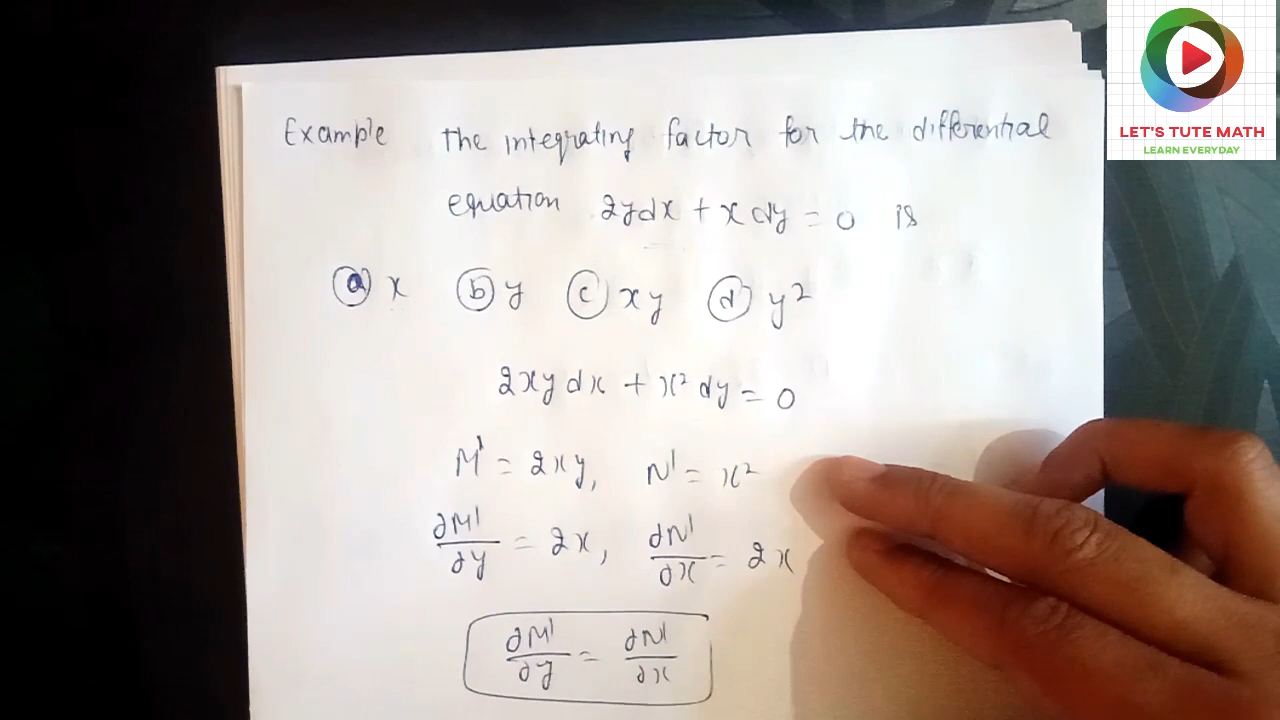 LET'S TUTE MATH
LEARN EVERYDAY
Example The integrating factor for the differential
equation 2ydx + x dy = 0 is
(a) x (b) y (c) xy (d) y²
2xy dx + x² dy = 0
M' = 2xy, N' = x²
∂M'/∂y = 2x, ∂N'/∂x = 2x
∂M'/∂y = ∂N'/∂x